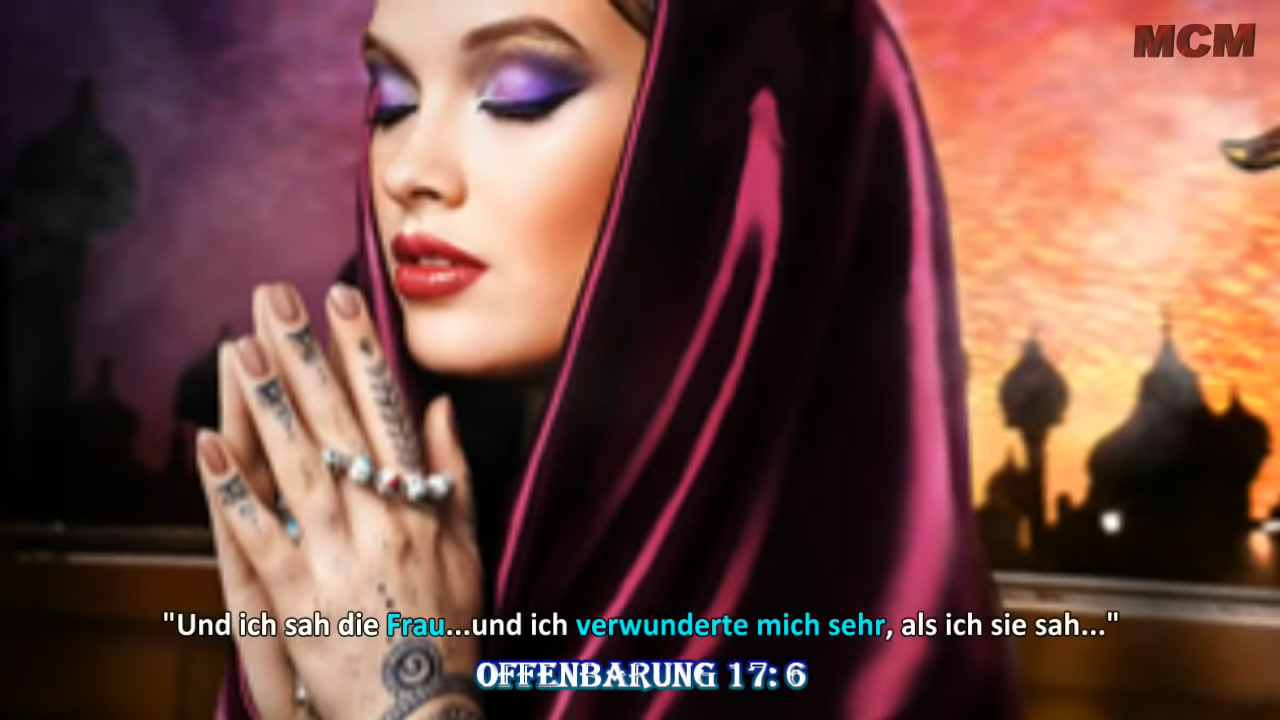 MCM
"Und ich sah die Frau...und ich verwunderte mich sehr, als ich sie sah..."
OFFENBARUNG 17: 6